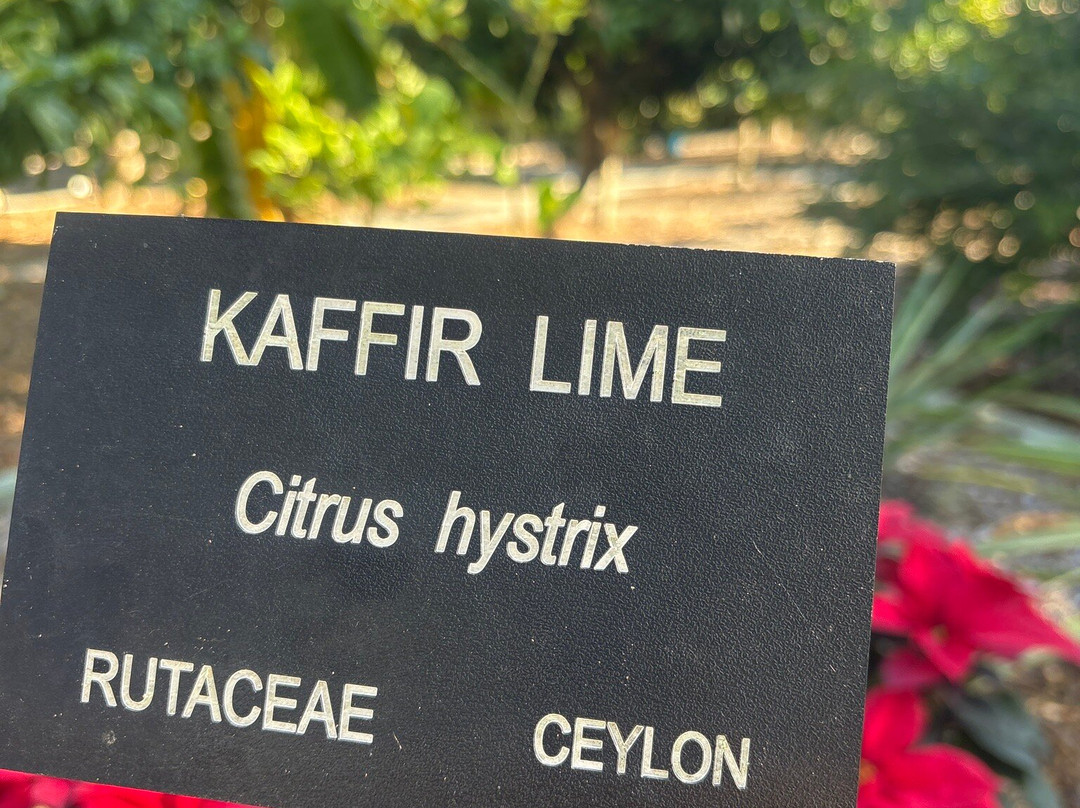 KAFFIR LIME
Citrus hystrix
RUTACEAE CEYLON